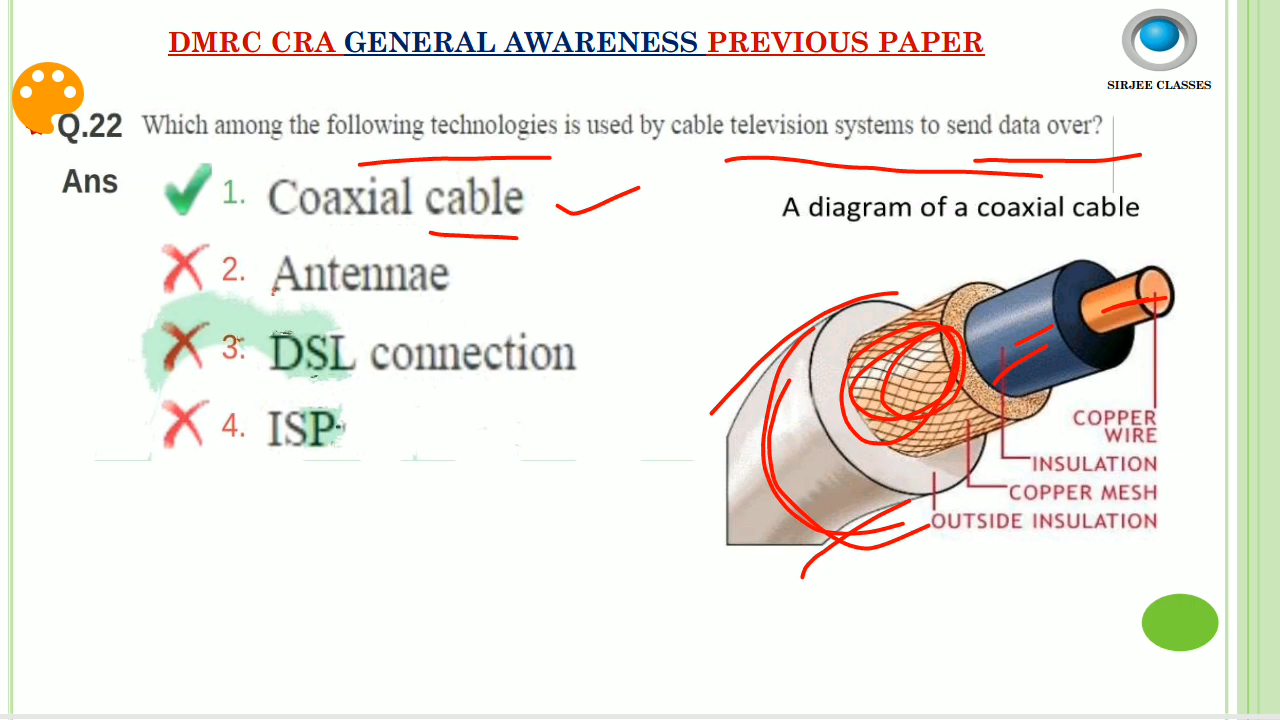 DMRC CRA GENERAL AWARENESS PREVIOUS PAPER
SIRJEE CLASSES
Q.22 Which among the following technologies is used by cable television systems to send data over?
Ans
1. Coaxial cable
2. Antennae
3. DSL connection
4. ISP
A diagram of a coaxial cable
COPPER
WIRE
INSULATION
COPPER MESH
OUTSIDE INSULATION